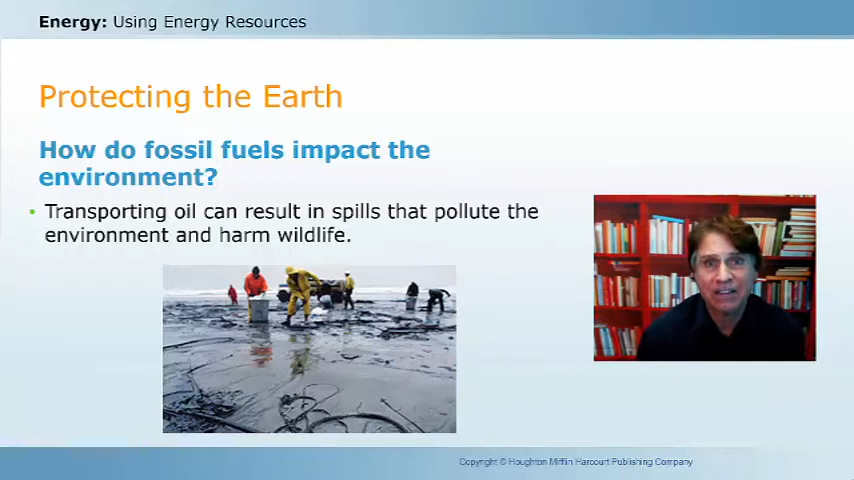 Energy: Using Energy Resources
Protecting the Earth
How do fossil fuels impact the
environment?
• Transporting oil can result in spills that pollute the
environment and harm wildlife.
Copyright © Houghton Mifflin Harcourt Publishing Company